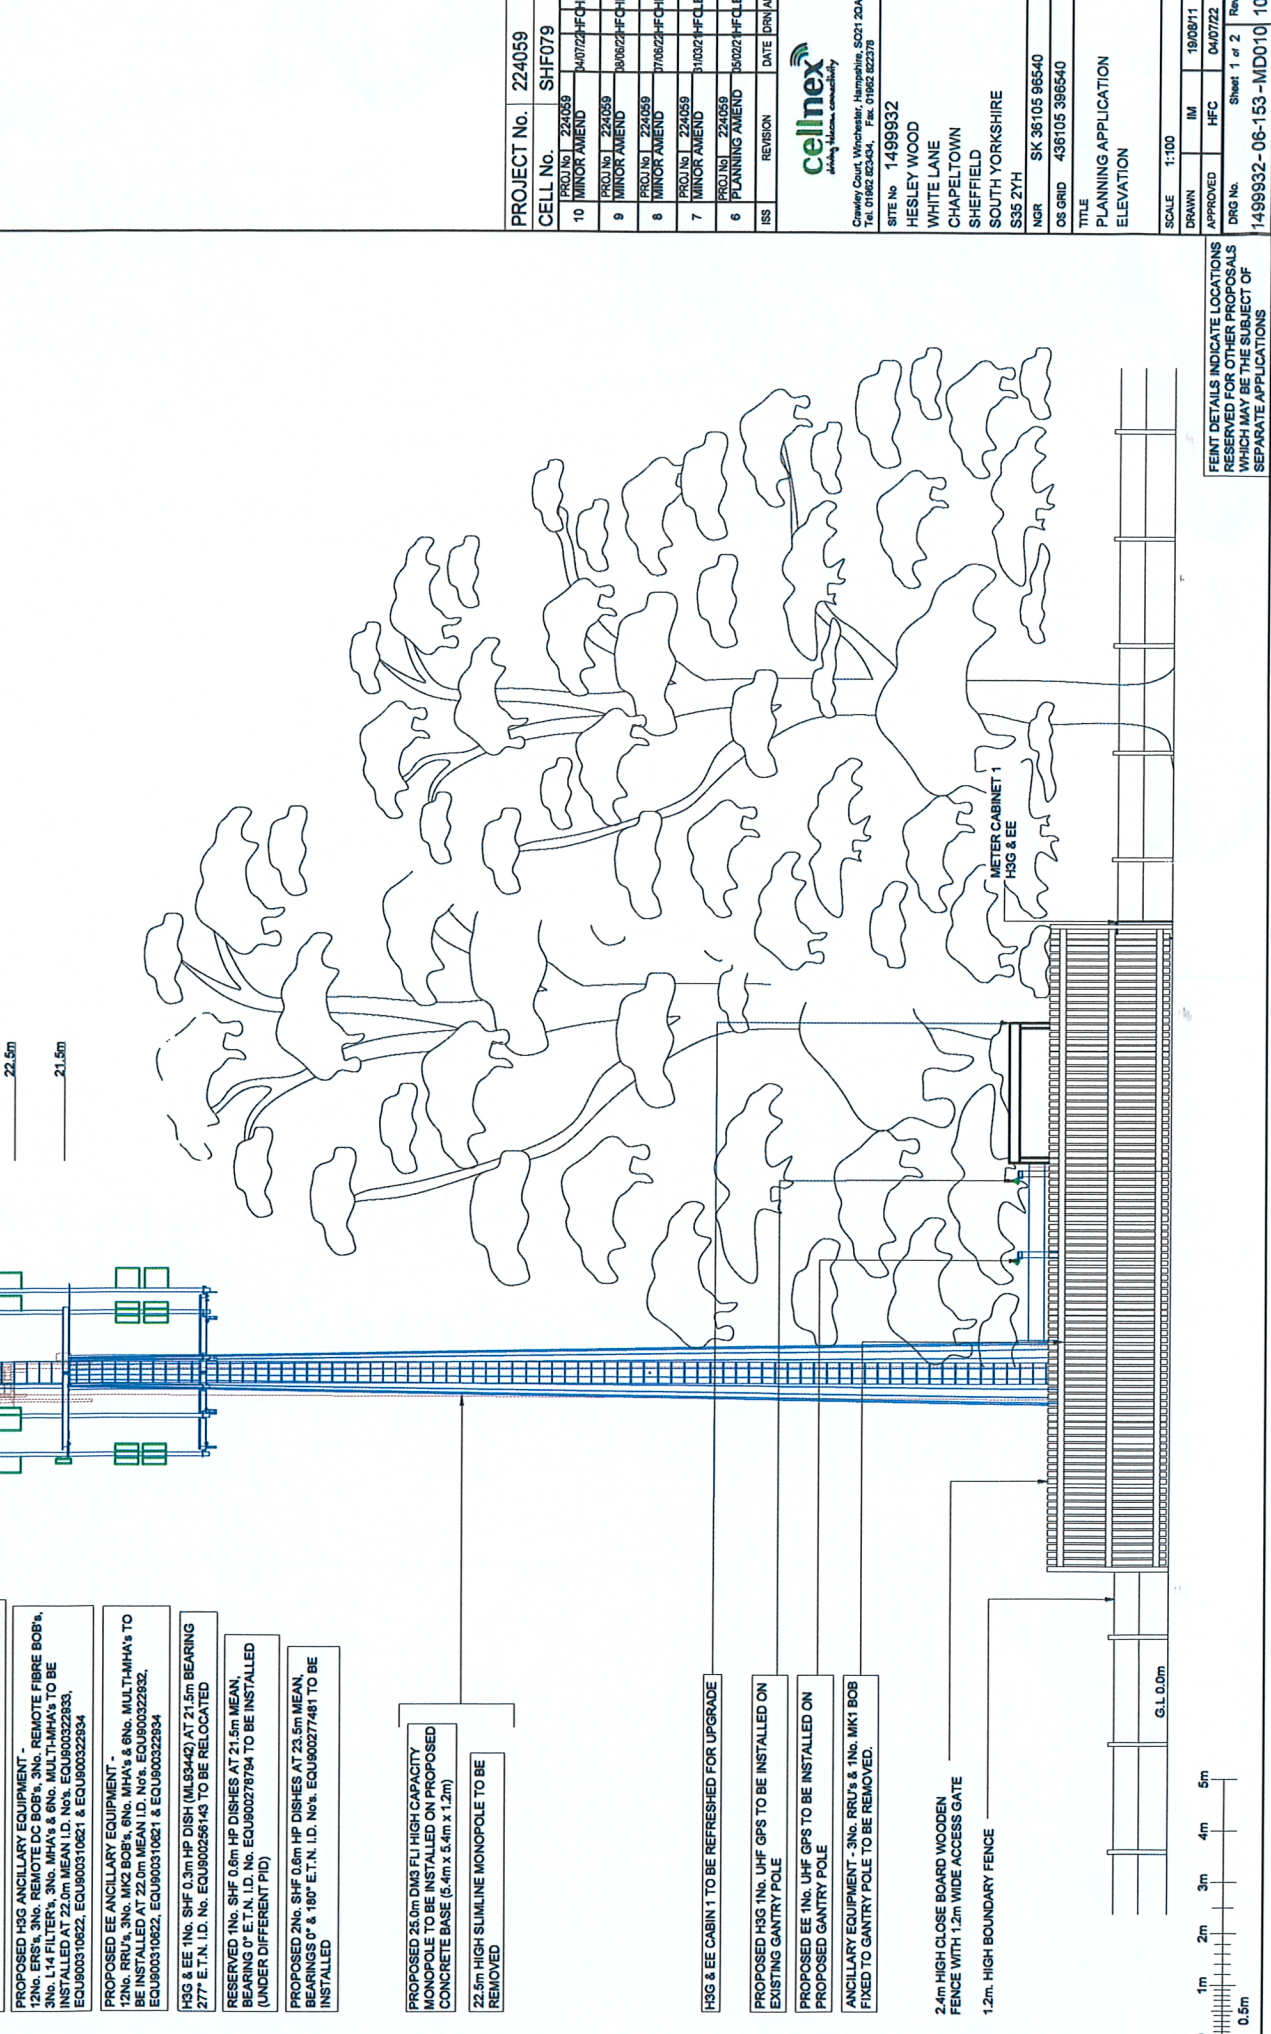 22.5m
21.5m
PROPOSED H3G ANCILLARY EQUIPMENT -
12No. ERS's, 3No. REMOTE DC BOB's, 3No. REMOTE FIBRE BOB's,
3No. L14 FILTER's, 3No. MHA's & 6No. MULTI-MHA's TO BE
INSTALLED AT 22.0m MEAN I.D. No's. EQU900322933,
EQU900310622, EQU900310621 & EQU900322934
PROPOSED EE ANCILLARY EQUIPMENT -
12No. RRU's, 3No. MK2 BOB's, 6No. MHA's & 6No. MULTI-MHA's TO
BE INSTALLED AT 22.0m MEAN I.D. No's. EQU900322932,
EQU900310622, EQU900310621 & EQU900322934
H3G & EE 1No. SHF 0.3m HP DISH (ML93442) AT 21.5m BEARING
277° E.T.N. I.D. No. EQU900256143 TO BE RELOCATED
RESERVED 1No. SHF 0.6m HP DISHES AT 21.5m MEAN,
BEARING 0° E.T.N. I.D. No. EQU900278794 TO BE INSTALLED
(UNDER DIFFERENT PID)
PROPOSED 2No. SHF 0.6m HP DISHES AT 23.5m MEAN,
BEARINGS 0° & 180° E.T.N. I.D. No's. EQU900277481 TO BE
INSTALLED
PROPOSED 25.0m DMS FLI HIGH CAPACITY
MONOPOLE TO BE INSTALLED ON PROPOSED
CONCRETE BASE (5.4m x 5.4m x 1.2m)
22.5m HIGH SLIMLINE MONOPOLE TO BE
REMOVED
H3G & EE CABIN 1 TO BE REFRESHED FOR UPGRADE
PROPOSED H3G 1No. UHF GPS TO BE INSTALLED ON
EXISTING GANTRY POLE
PROPOSED EE 1No. UHF GPS TO BE INSTALLED ON
PROPOSED GANTRY POLE
ANCILLARY EQUIPMENT - 3No. RRU's & 1No. MK1 BOB
FIXED TO GANTRY POLE TO BE REMOVED.
2.4m HIGH CLOSE BOARD WOODEN
FENCE WITH 1.2m WIDE ACCESS GATE
1.2m. HIGH BOUNDARY FENCE
METER CABINET 1
H3G & EE
G.L 0.0m
0.5m
1m 2m 3m 4m 5m
PROJECT No. 224059
CELL No. SHF079
10 PROJ No 224059
MINOR AMEND 04/07/22 HFC
9 PROJ No 224059
MINOR AMEND 08/06/22 HFC
8 PROJ No 224059
MINOR AMEND 07/06/22 HFC
7 PROJ No 224059
MINOR AMEND 31/03/21 HFC
6 PROJ No 224059
PLANNING AMEND 05/02/21 HFC
ISS REVISION DATE DRN
cellnex
driving telecom connectivity
Crawley Court, Winchester, Hampshire, SO21 2QA
Tel. 01962 823434, Fax. 01962 822378
SITE No 1499932
HESLEY WOOD
WHITE LANE
CHAPELTOWN
SHEFFIELD
SOUTH YORKSHIRE
S35 2YH
NGR SK 36105 96540
OS GRID 436105 396540
TITLE
PLANNING APPLICATION
ELEVATION
SCALE 1:100
DRAWN IM 19/08/11
APPROVED HFC 04/07/22
DRG No. Sheet 1 of 2
1499932-06-153-MD010 10
FEINT DETAILS INDICATE LOCATIONS
RESERVED FOR OTHER PROPOSALS
WHICH MAY BE THE SUBJECT OF
SEPARATE APPLICATIONS